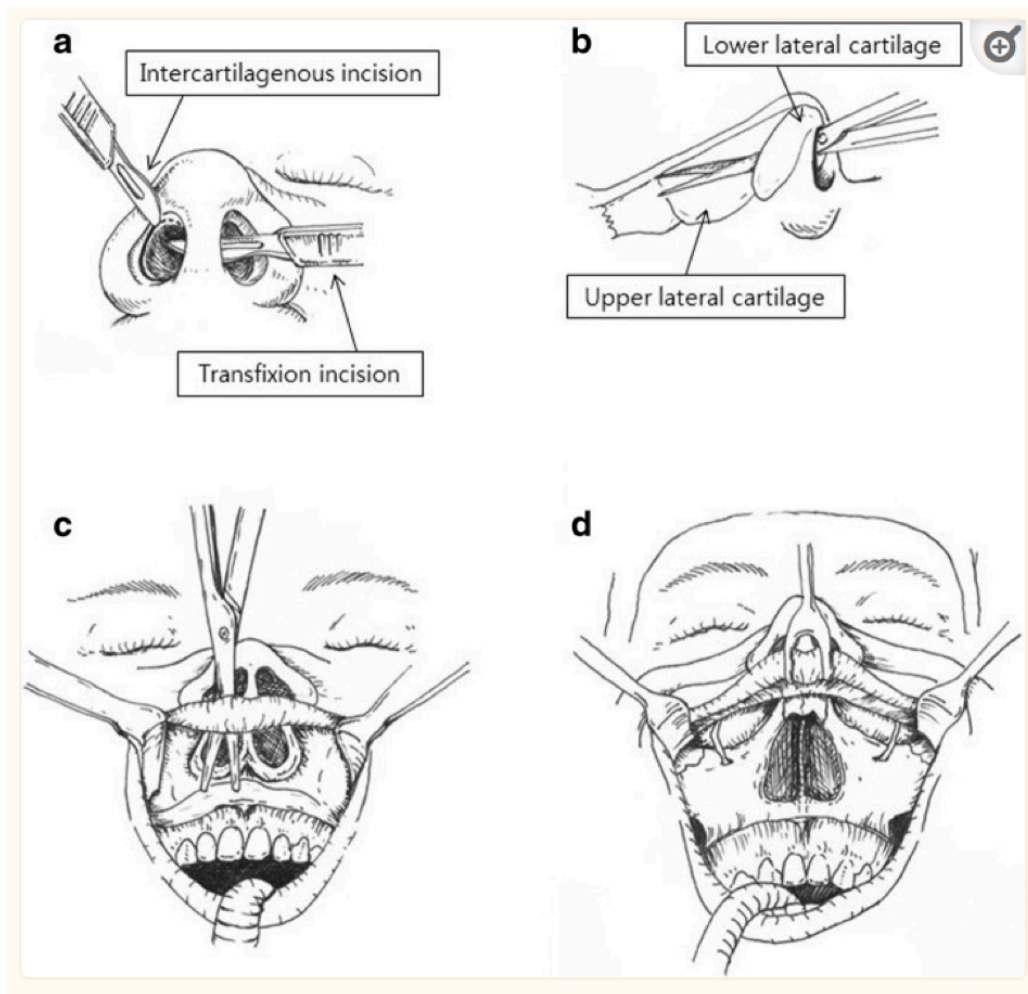 a
Intercartilagenous incision
Transfixion incision
b
Lower lateral cartilage
Upper lateral cartilage
c
d